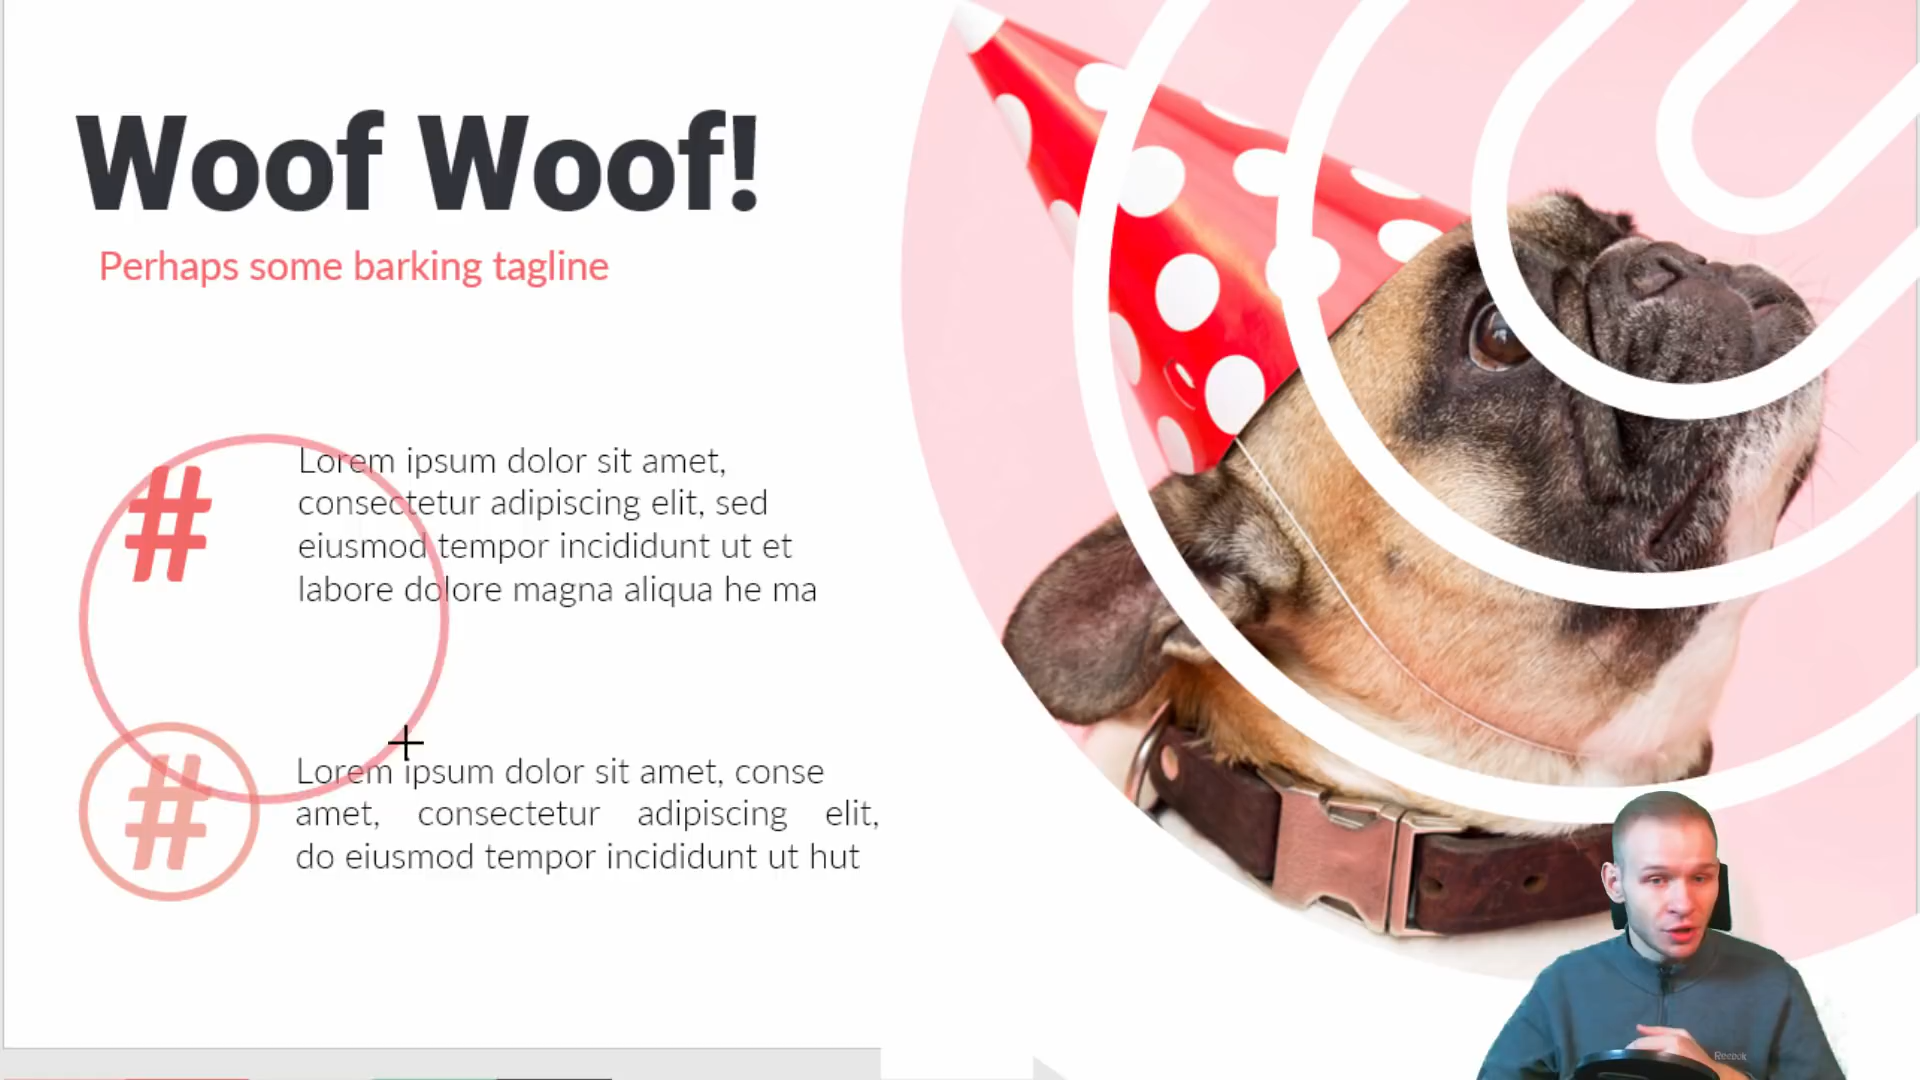 Woof Woof!
Perhaps some barking tagline
#
Lorem ipsum dolor sit amet,
consectetur adipiscing elit, sed
eiusmod tempor incididunt ut et
labore dolore magna aliqua he ma
#
Lorem ipsum dolor sit amet, conse
amet, consectetur adipiscing elit,
do eiusmod tempor incididunt ut hut
Reebok